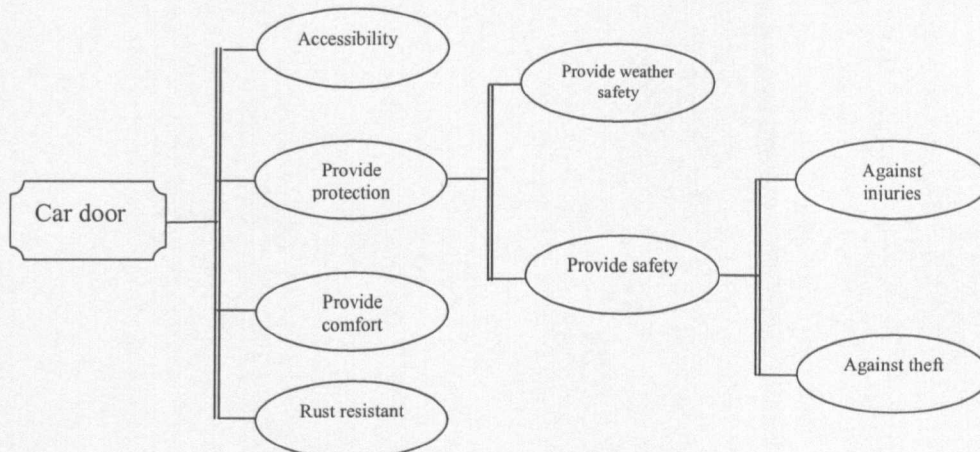 Accessibility
Provide weather
safety
Provide
protection
Against
injuries
Car door
Provide safety
Provide
comfort
Against theft
Rust resistant